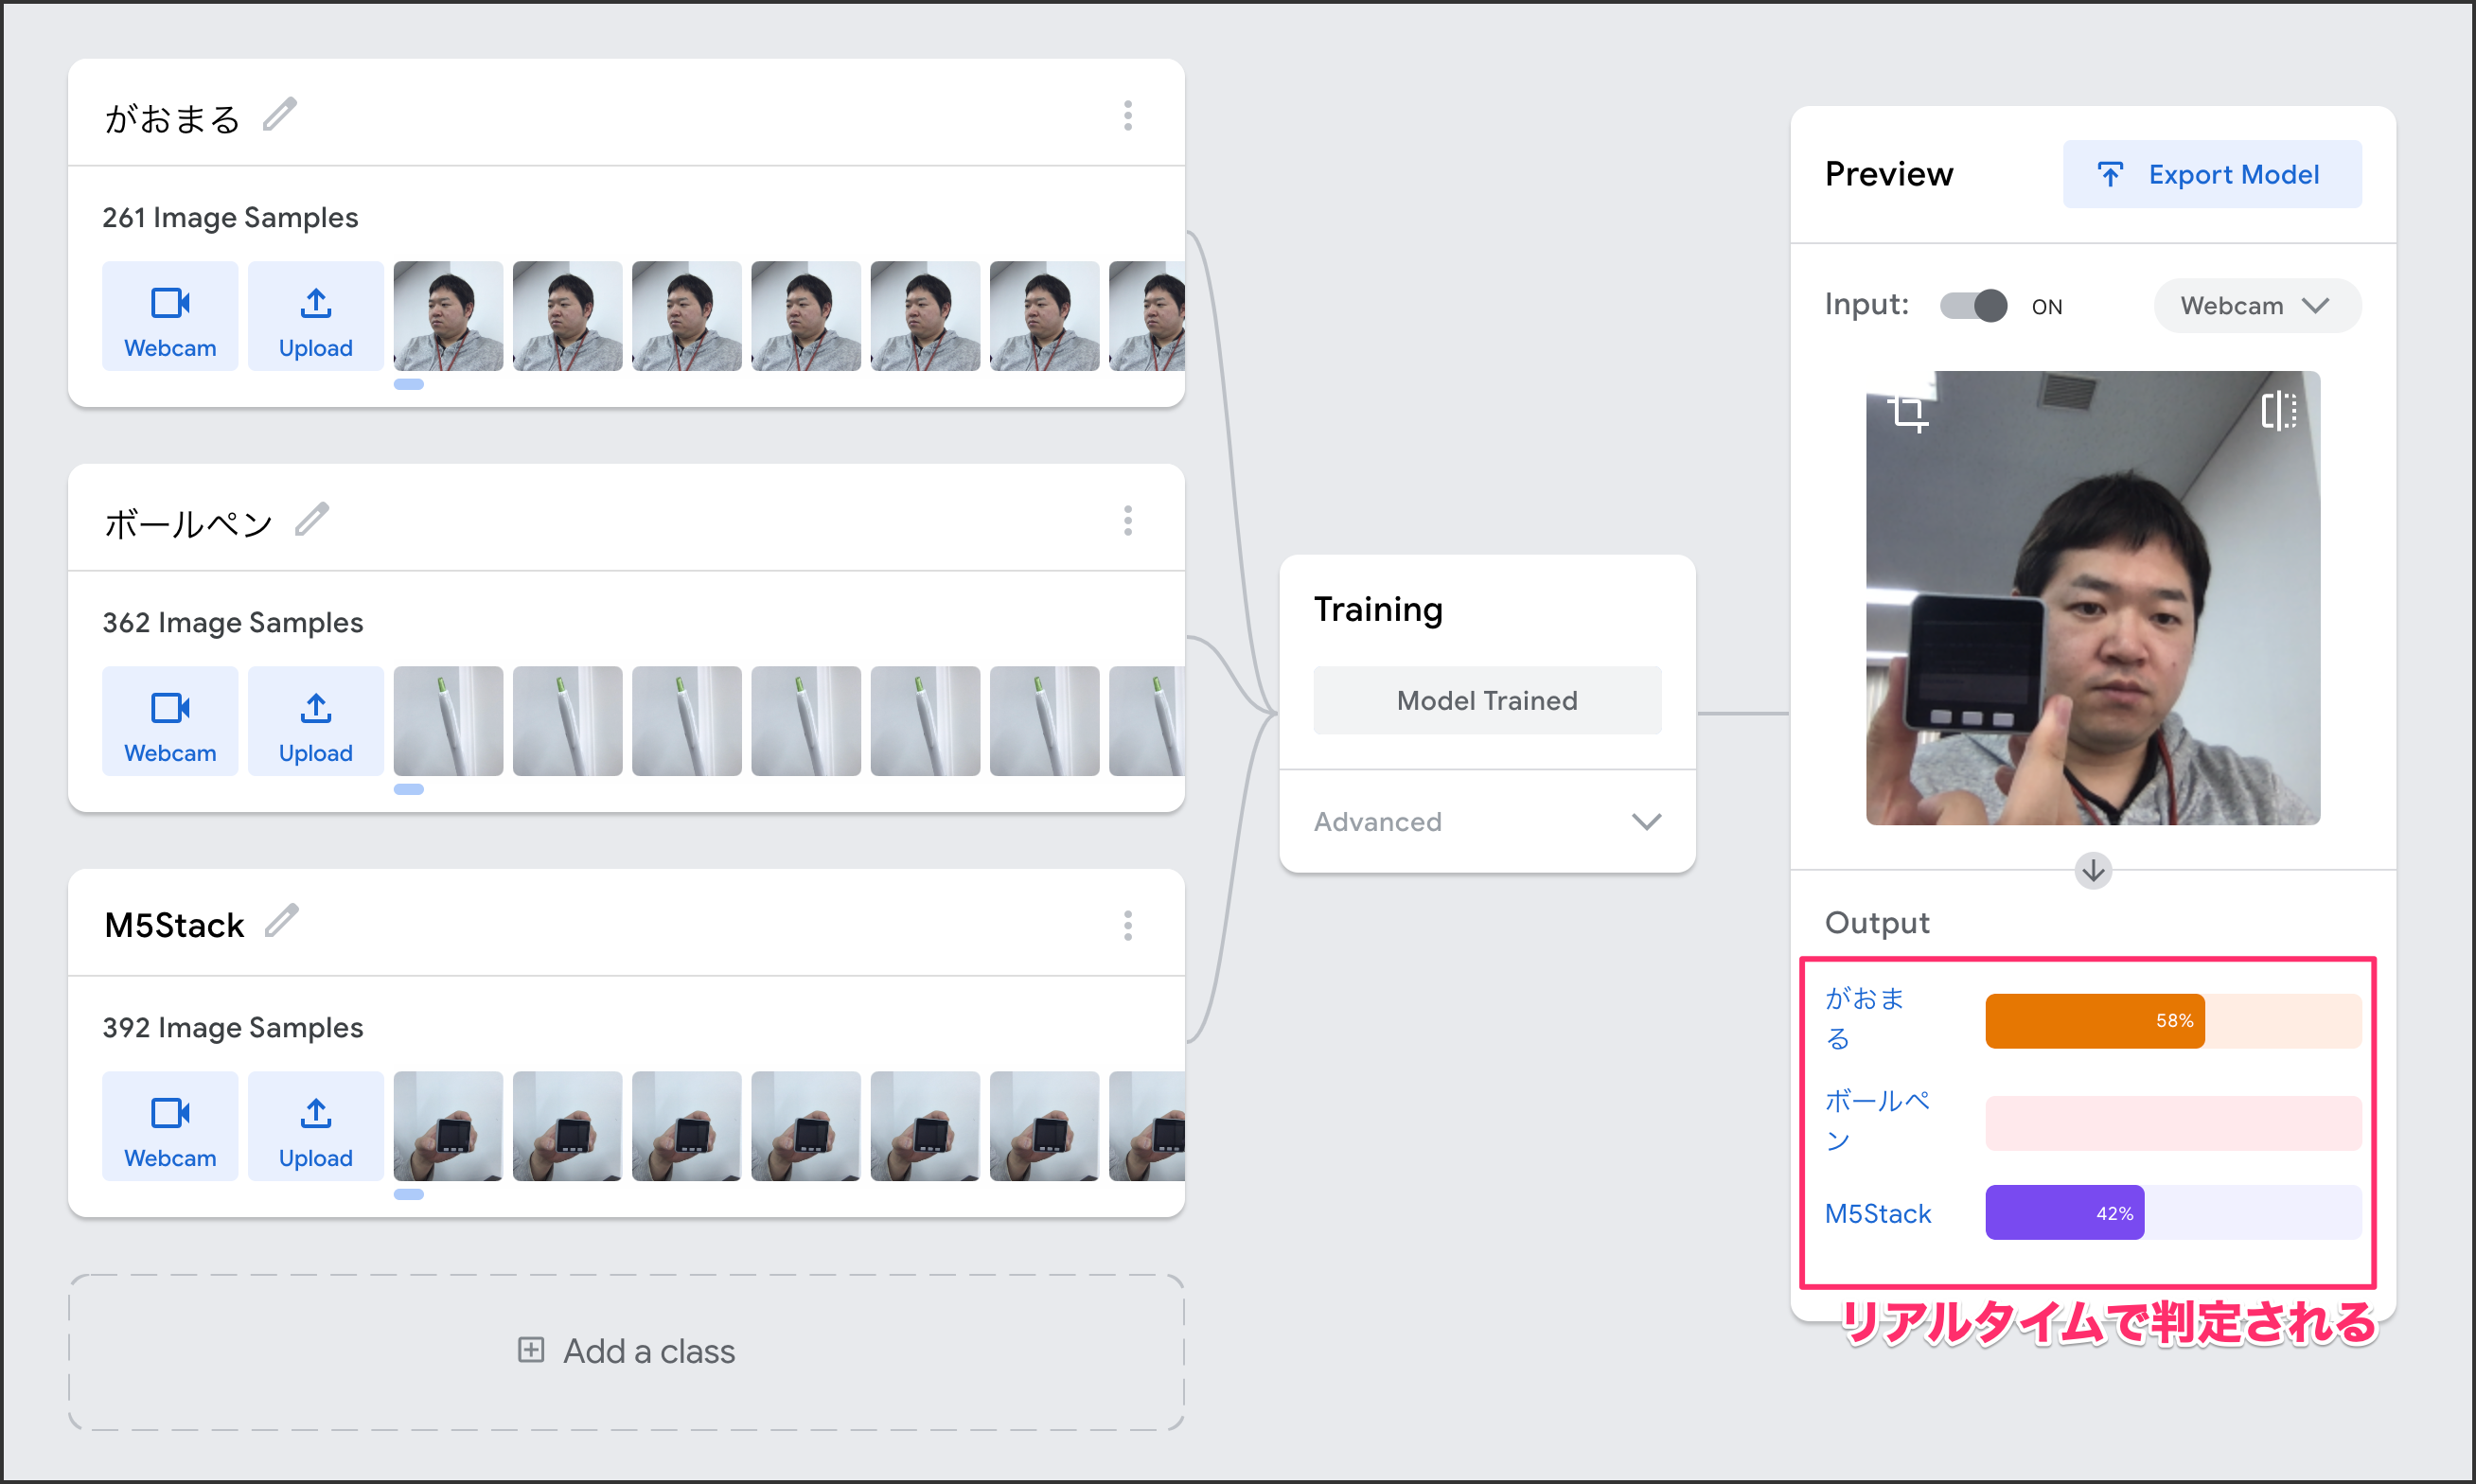 がおまる
261 Image Samples
Webcam
Upload
ボールペン
362 Image Samples
Webcam
Upload
M5Stack
392 Image Samples
Webcam
Upload
Add a class
Training
Model Trained
Advanced
Preview
Export Model
Input:
ON
Webcam
Output
がおま
る
58%
ボールペ
ン
M5Stack
42%
リアルタイムで判定される